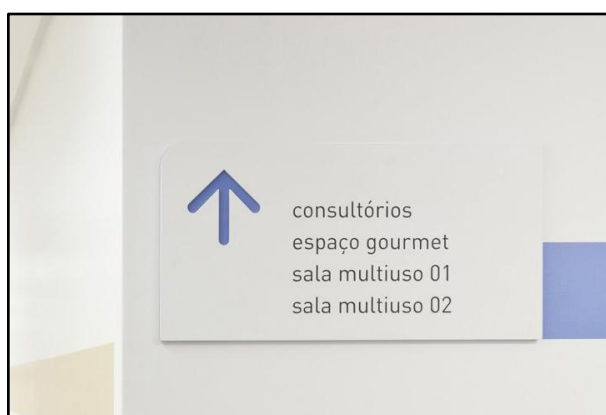 consultórios
espaço gourmet
sala multiuso 01
sala multiuso 02